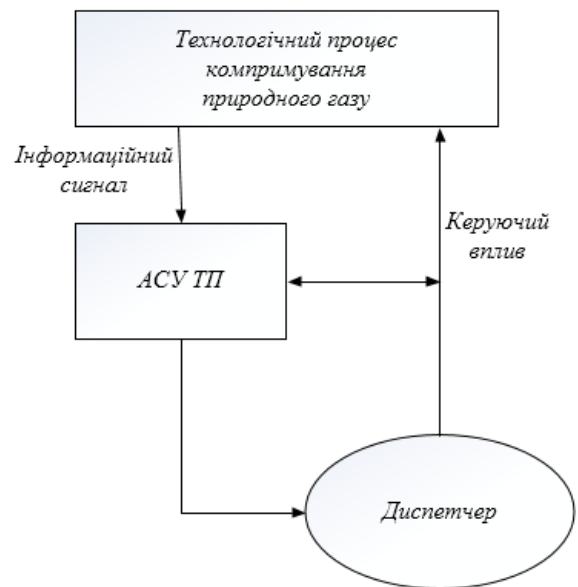 Технологічний процес
компримування
природного газу
Інформаційний
сигнал
Керуючий
вплив
АСУ ТП
Диспетчер